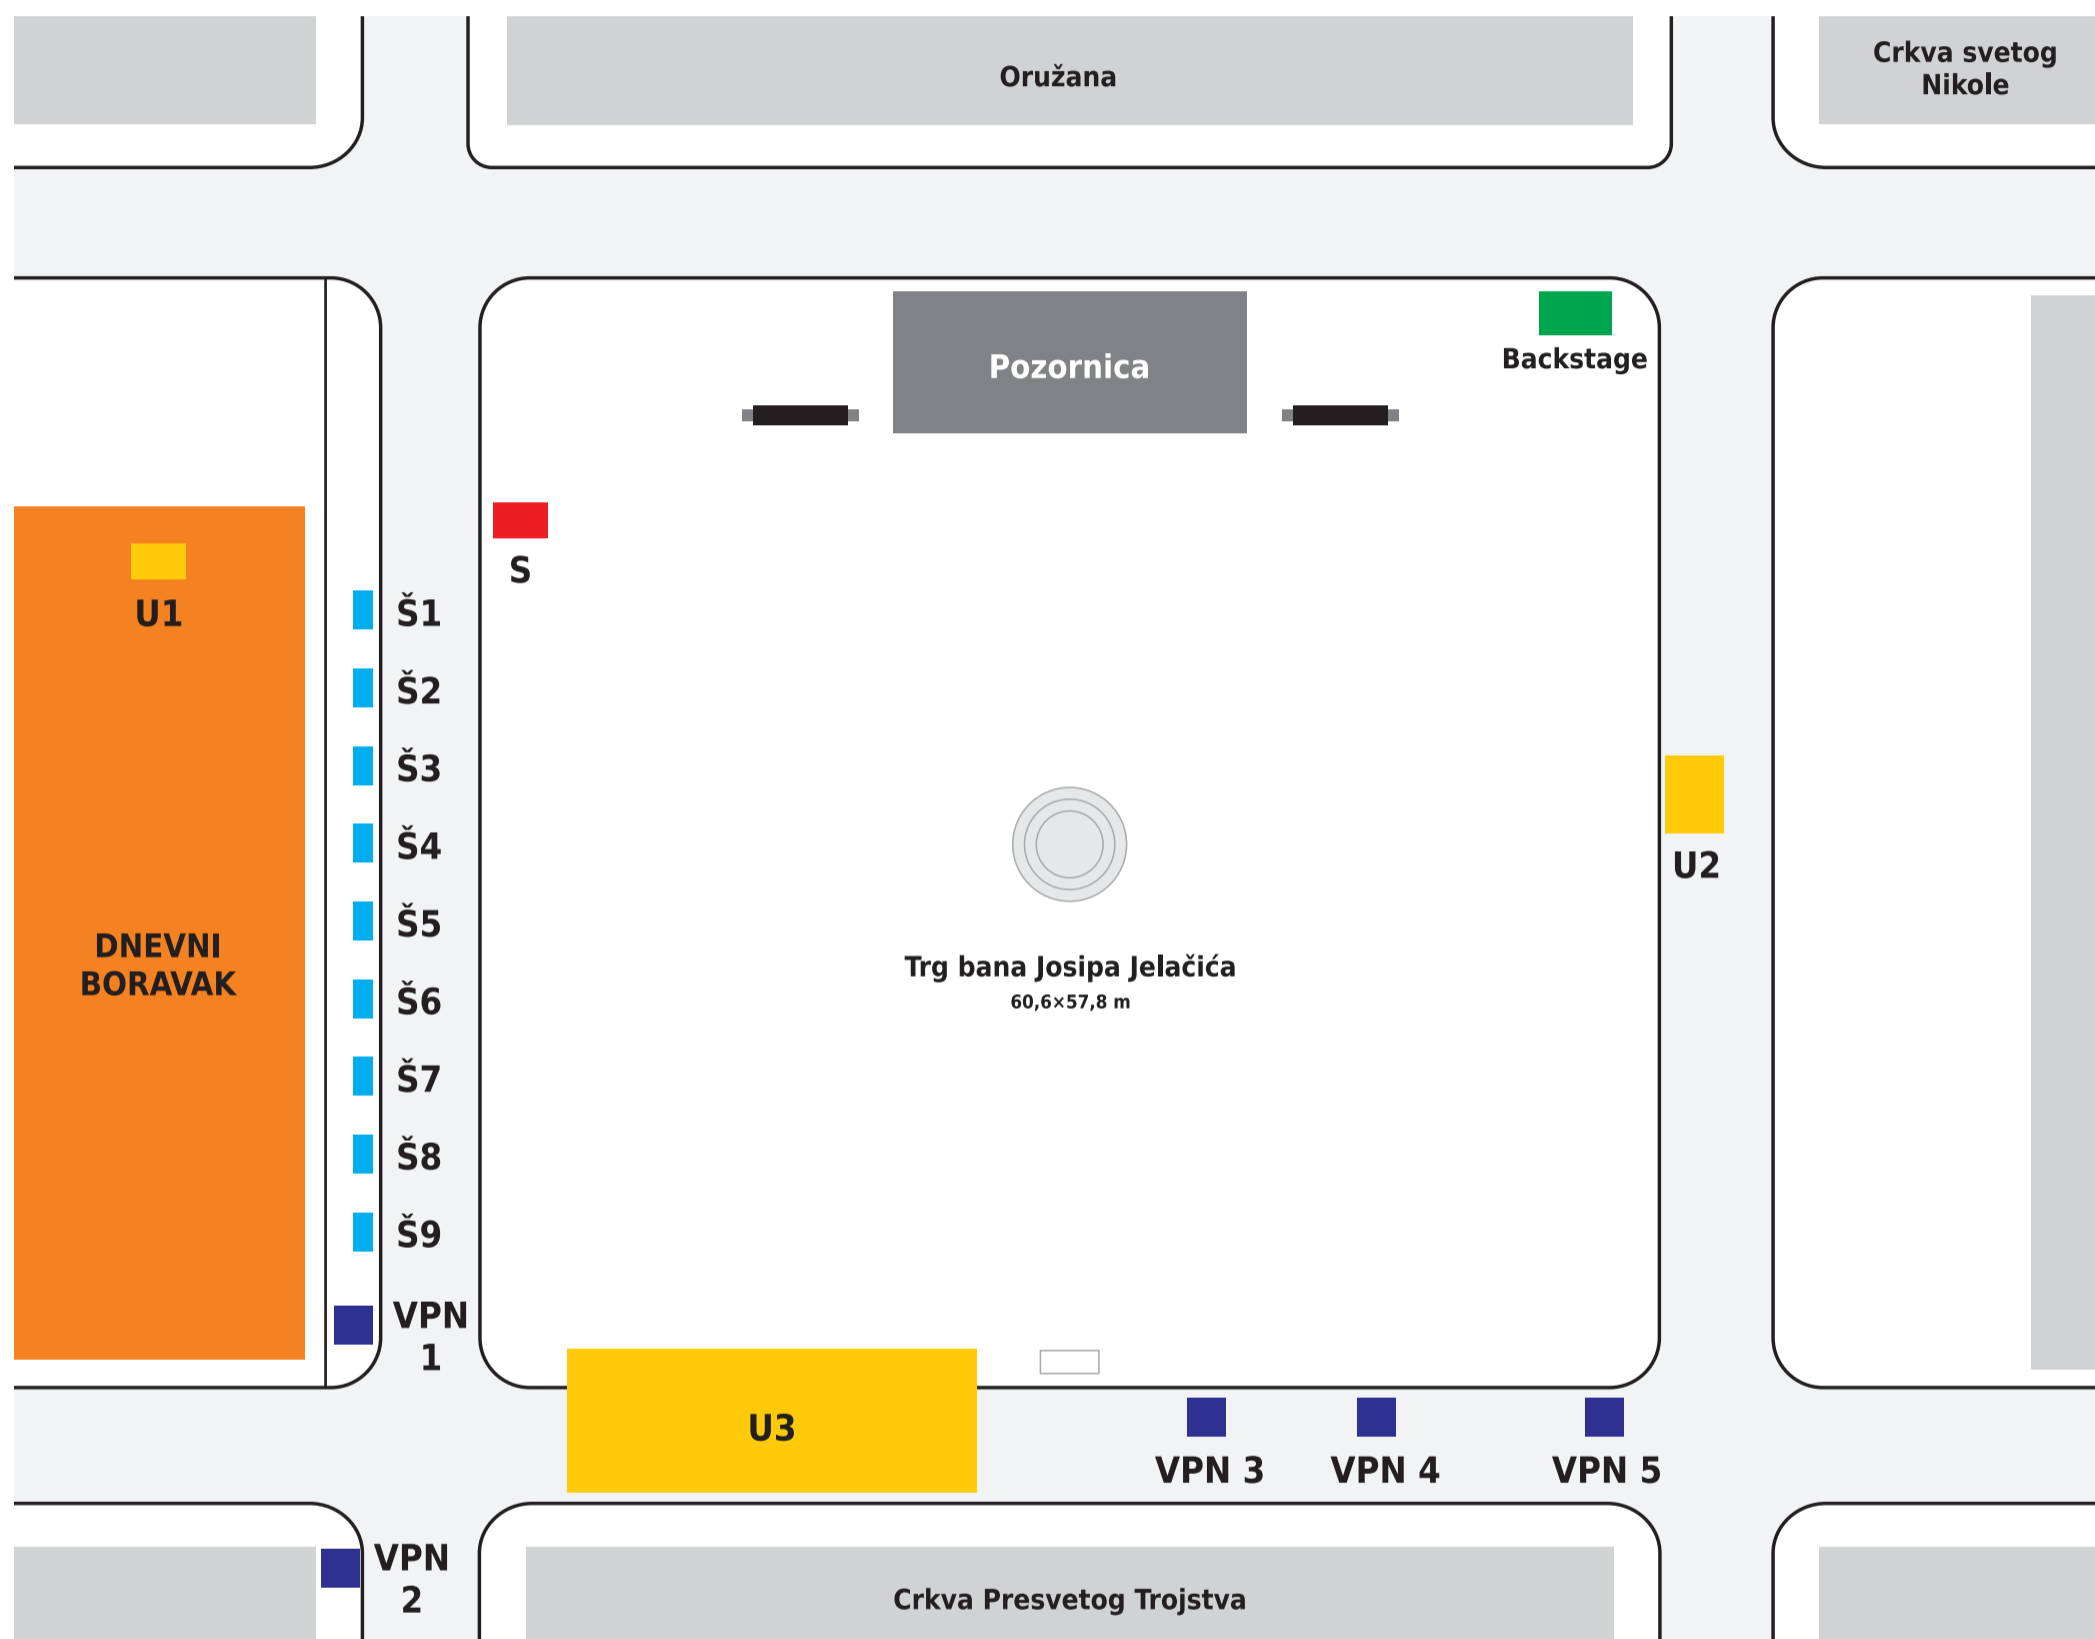 Oružana
Crkva svetog
Nikole
Pozornica
Backstage
S
U1
Š1
Š2
Š3
Š4
Š5
Š6
Š7
Š8
Š9
DNEVNI
BORAVAK
U2
Trg bana Josipa Jelačića
60,6×57,8 m
VPN
1
U3
VPN 3
VPN 4
VPN 5
VPN
2
Crkva Presvetog Trojstva